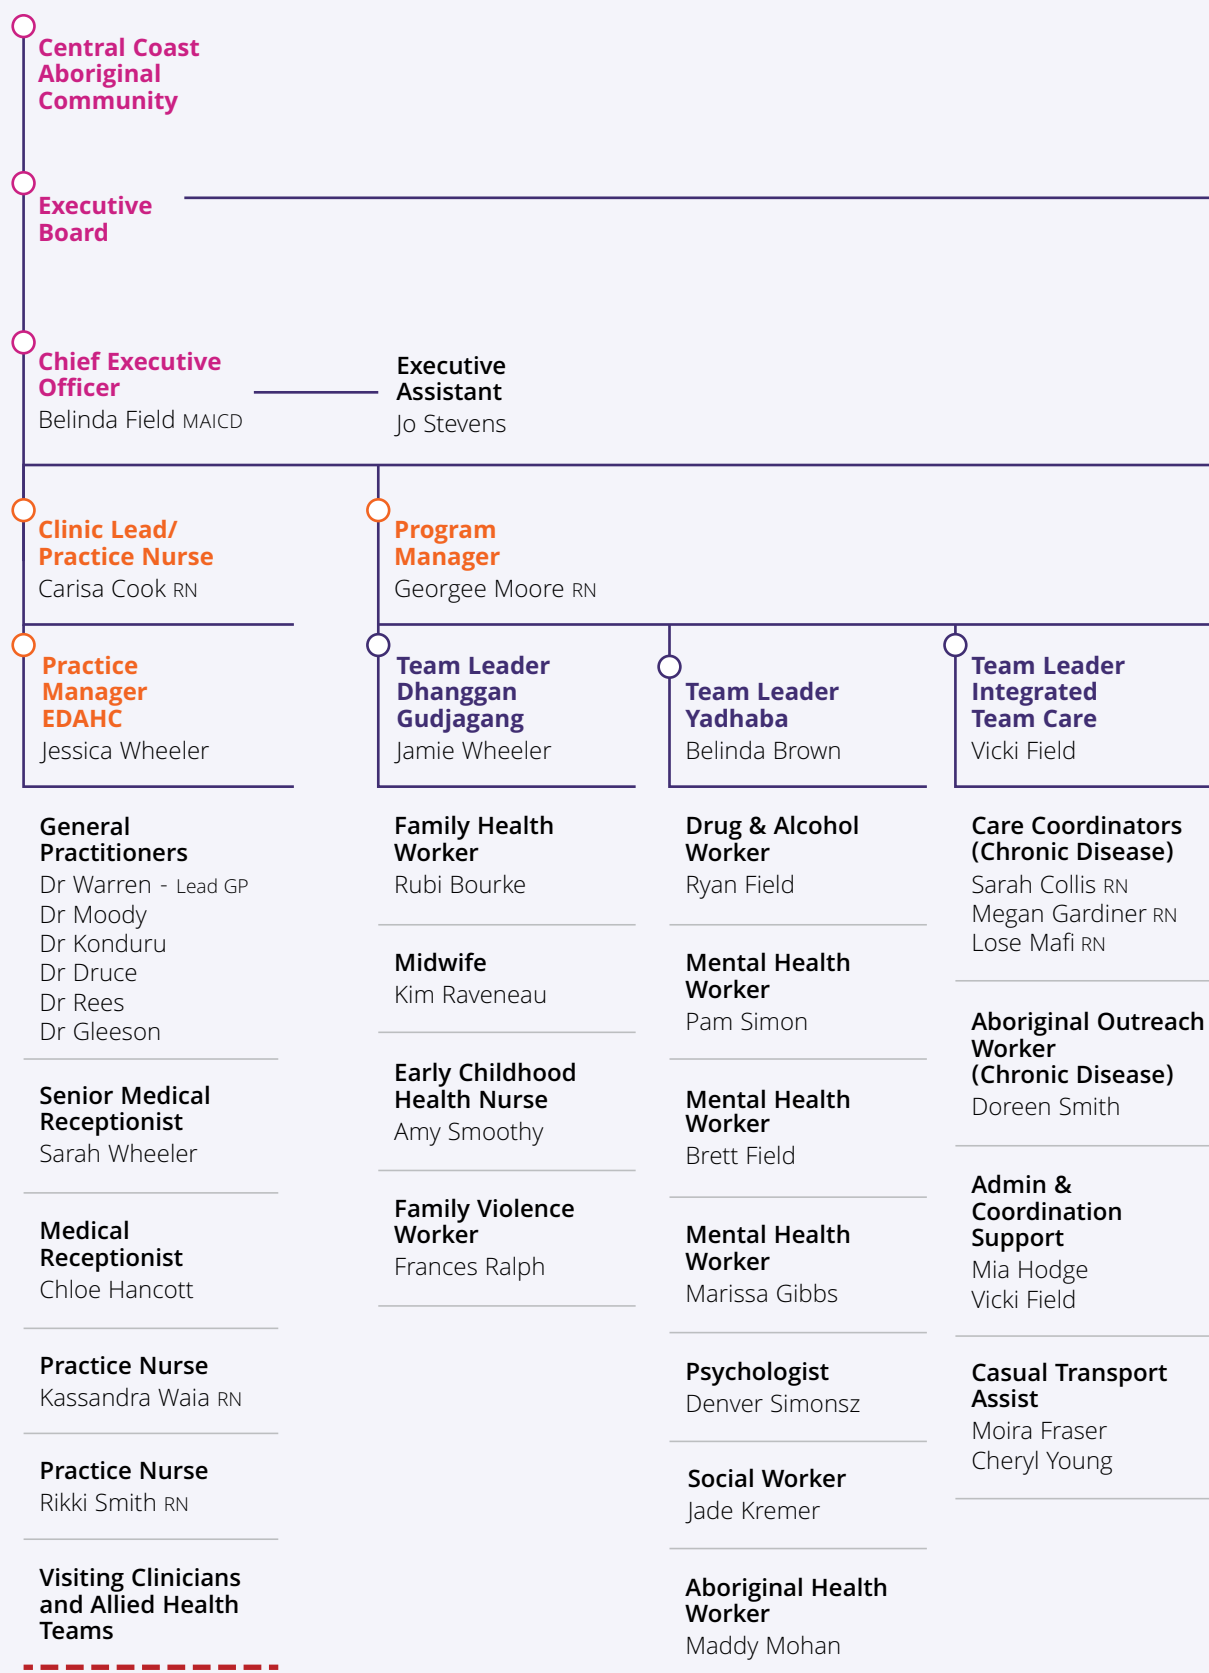 Central Coast
Aboriginal
Community
Executive
Board
Chief Executive
Officer
Belinda Field MAICD
Executive
Assistant
Jo Stevens
Clinic Lead/
Practice Nurse
Carisa Cook RN
Program
Manager
Georgee Moore RN
Practice
Manager
EDAHC
Jessica Wheeler
General
Practitioners
Dr Warren - Lead GP
Dr Moody
Dr Konduru
Dr Druce
Dr Rees
Dr Gleeson
Senior Medical
Receptionist
Sarah Wheeler
Medical
Receptionist
Chloe Hancott
Practice Nurse
Kassandra Waia RN
Practice Nurse
Rikki Smith RN
Visiting Clinicians
and Allied Health
Teams
Team Leader
Dhanggan
Gudjagang
Jamie Wheeler
Family Health
Worker
Rubi Bourke
Midwife
Kim Raveneau
Early Childhood
Health Nurse
Amy Smoothy
Family Violence
Worker
Frances Ralph
Team Leader
Yadhaba
Belinda Brown
Drug & Alcohol
Worker
Ryan Field
Mental Health
Worker
Pam Simon
Mental Health
Worker
Brett Field
Mental Health
Worker
Marissa Gibbs
Psychologist
Denver Simonsz
Social Worker
Jade Kremer
Aboriginal Health
Worker
Maddy Mohan
Team Leader
Integrated
Team Care
Vicki Field
Care Coordinators
(Chronic Disease)
Sarah Collis RN
Megan Gardiner RN
Lose Mafi RN
Aboriginal Outreach
Worker
(Chronic Disease)
Doreen Smith
Admin &
Coordination
Support
Mia Hodge
Vicki Field
Casual Transport
Assist
Moira Fraser
Cheryl Young